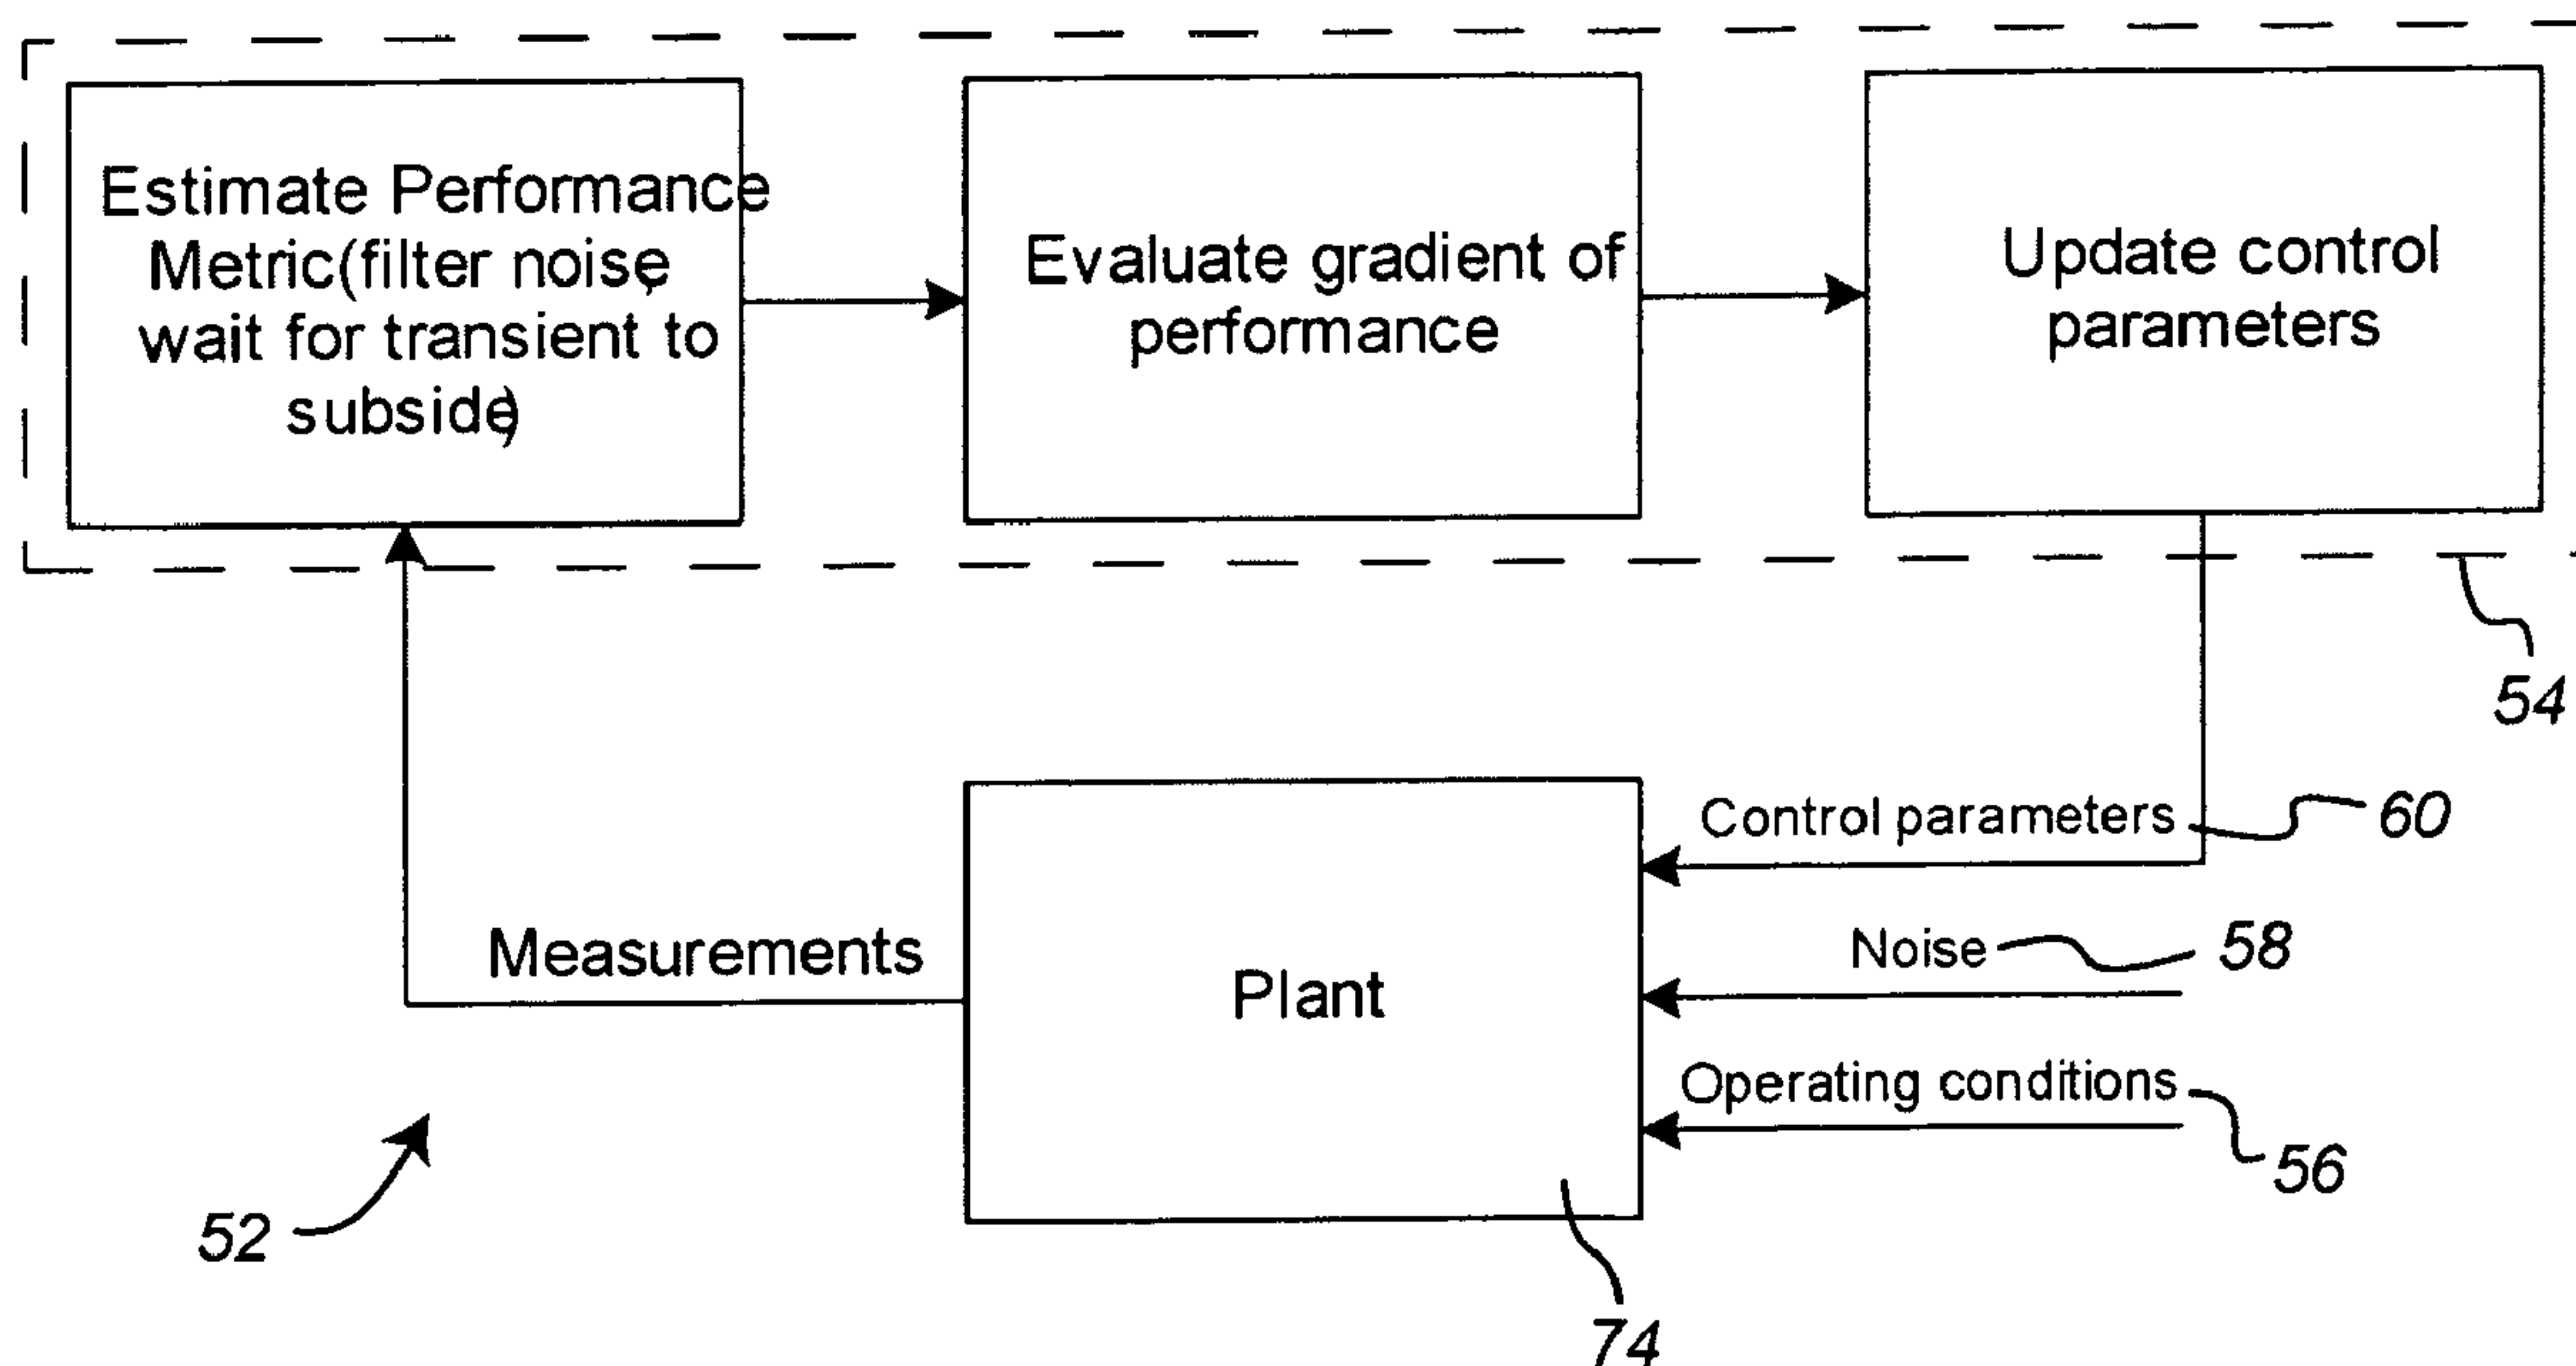 Estimate Performance
Metric(filter noise,
wait for transient to
subside)
Evaluate gradient of
performance
Update control
parameters
54
Control parameters
60
Measurements
Plant
Noise
58
Operating conditions
56
52
74